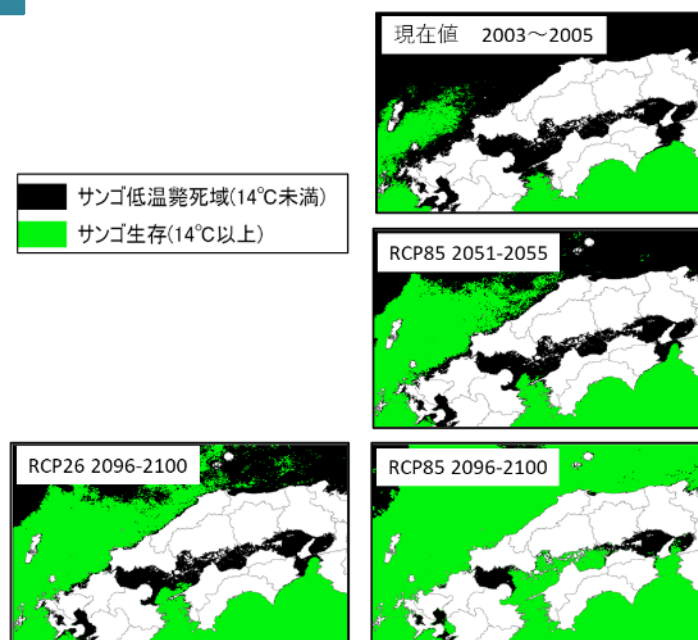 現在値 2003～2005
サンゴ低温斃死域(14℃未満)
サンゴ生存(14℃以上)
RCP85 2051-2055
RCP26 2096-2100
RCP85 2096-2100